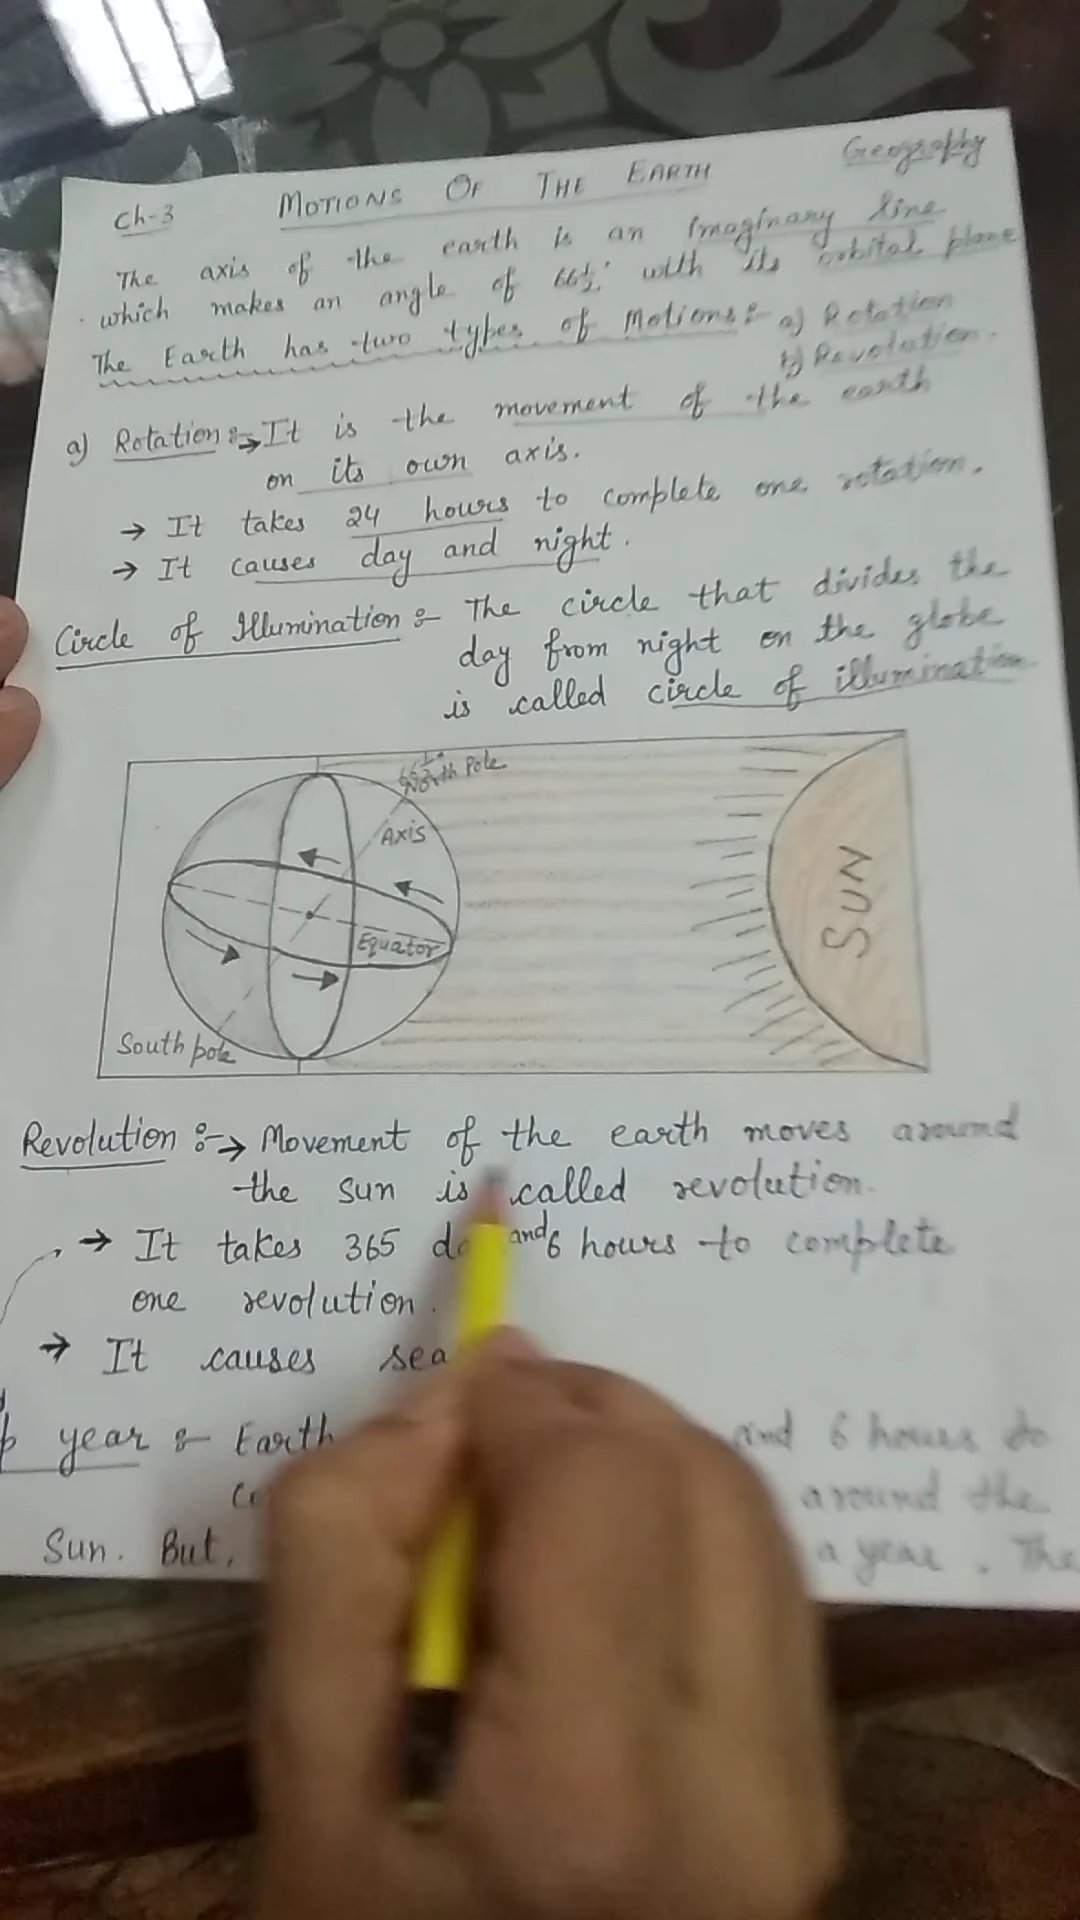 Geography
Ch-3 MOTIONS OF THE EARTH
The axis of the earth is an imaginary line
which makes an angle of 66½° with its orbital plane
The Earth has two types of Motions:- a) Rotation
b) Revolution.
a) Rotation :-→ It is the movement of the earth
on its own axis.
→ It takes 24 hours to complete one rotation.
→ It causes day and night.
Circle of Illumination :- The circle that divides the
day from night on the globe
is called circle of illumination.
66½°
North Pole
Axis
SUN
Equator
South pole
Revolution :-→ Movement of the earth moves around
the sun is called revolution.
→ It takes 365 and 6 hours to complete
one revolution.
→ It causes
year :- Earth and 6 hours to
around the
Sun. But, a year. The